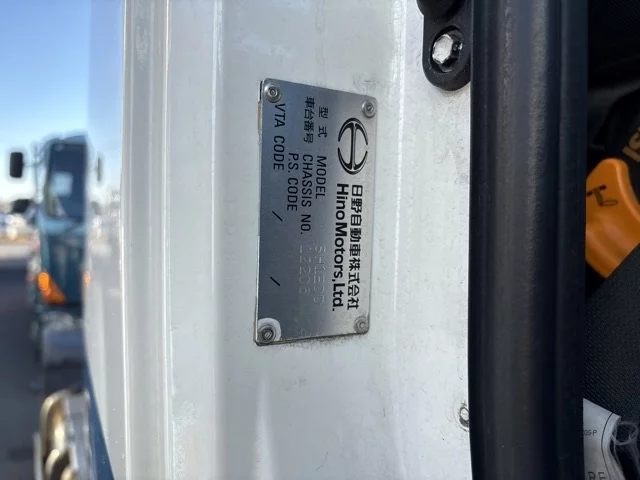 日野自動車株式会社
Hino Motors, Ltd.
型式 MODEL
車台番号 CHASSIS NO.
P.S. CODE /
VTA CODE /